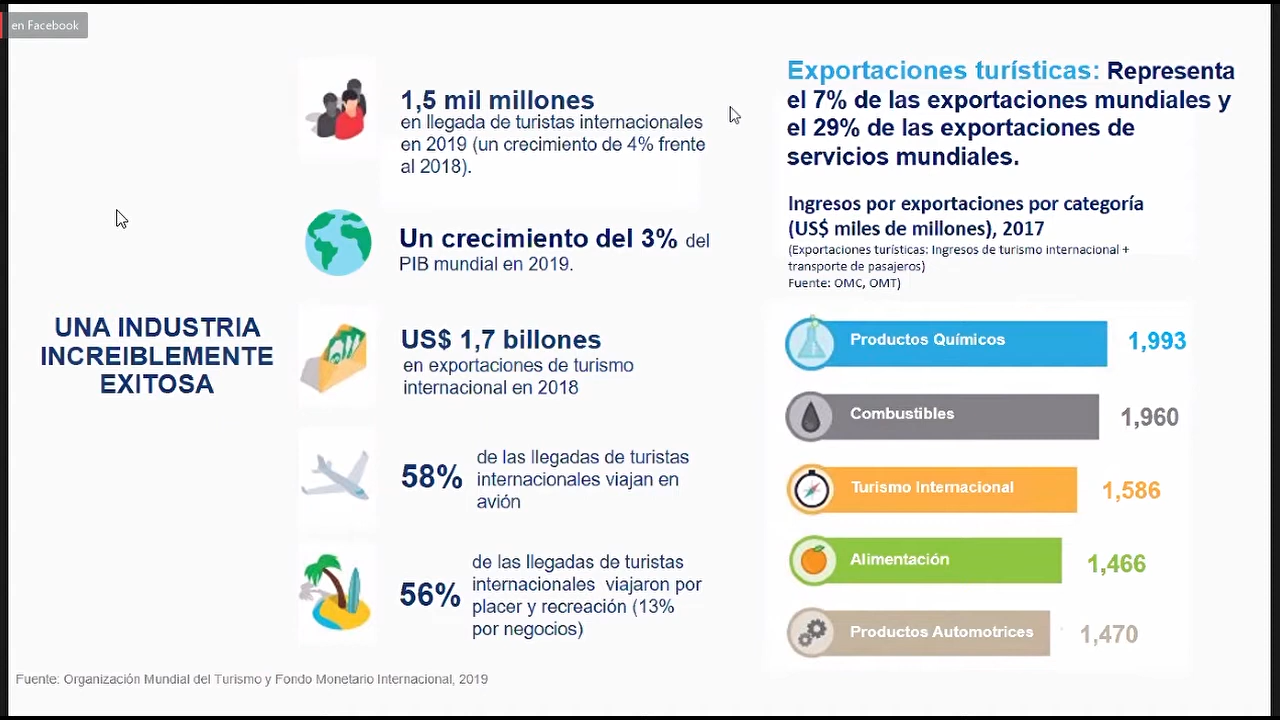 en Facebook
UNA INDUSTRIA
INCREIBLEMENTE
EXITOSA
1,5 mil millones
en llegada de turistas internacionales
en 2019 (un crecimiento de 4% frente
al 2018).
Un crecimiento del 3% del
PIB mundial en 2019.
US$ 1,7 billones
en exportaciones de turismo
internacional en 2018
58%
de las llegadas de turistas
internacionales viajan en
avión
56%
de las llegadas de turistas
internacionales viajaron por
placer y recreación (13%
por negocios)
Exportaciones turísticas: Representa
el 7% de las exportaciones mundiales y
el 29% de las exportaciones de
servicios mundiales.
Ingresos por exportaciones por categoría
(US$ miles de millones), 2017
(Exportaciones turísticas: Ingresos de turismo internacional +
transporte de pasajeros)
Fuente: OMC, OMT)
Productos Químicos 1,993
Combustibles 1,960
Turismo Internacional 1,586
Alimentación 1,466
Productos Automotrices 1,470
Fuente: Organización Mundial del Turismo y Fondo Monetario Internacional, 2019